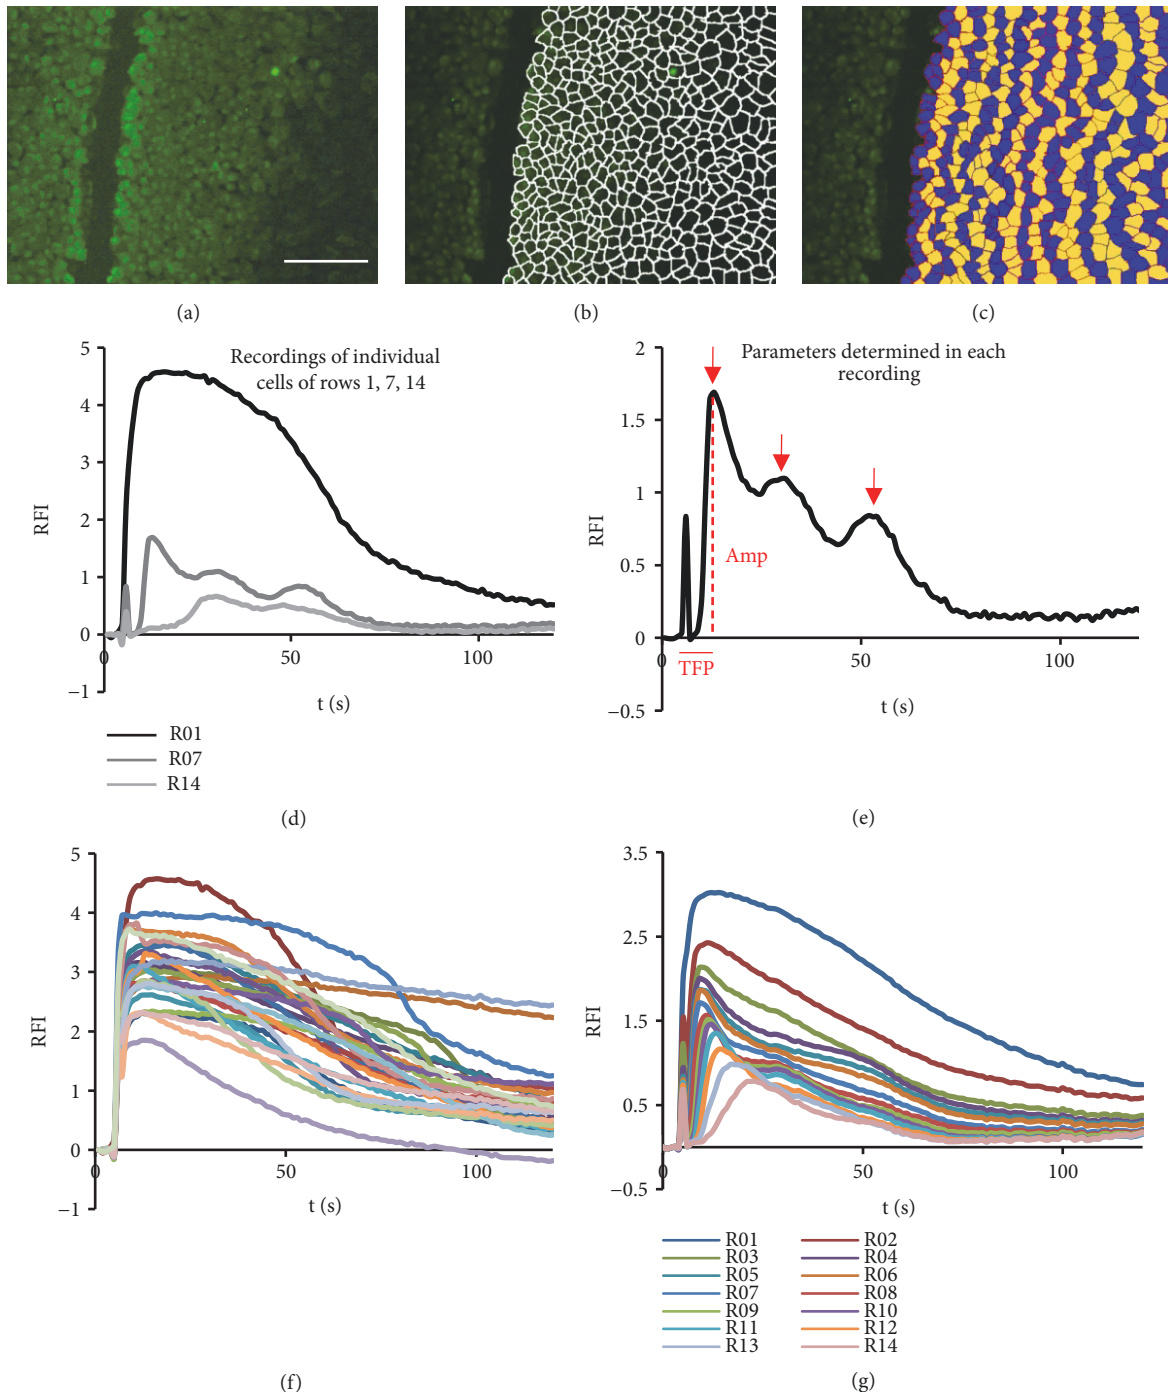 (a)
(b)
(c)
Recordings of individual
cells of rows 1, 7, 14
5
4
3
2
1
0
−1
RFI
0
50
100
t (s)
R01
R07
R14
(d)
Parameters determined in each
recording
2
1.5
1
0.5
0
−0.5
RFI
Amp
TFP
0
50
100
t (s)
(e)
5
4
3
2
1
0
−1
RFI
0
50
100
t (s)
(f)
3.5
2.5
1.5
0.5
−0.5
RFI
0
50
100
t (s)
R01 R02
R03 R04
R05 R06
R07 R08
R09 R10
R11 R12
R13 R14
(g)